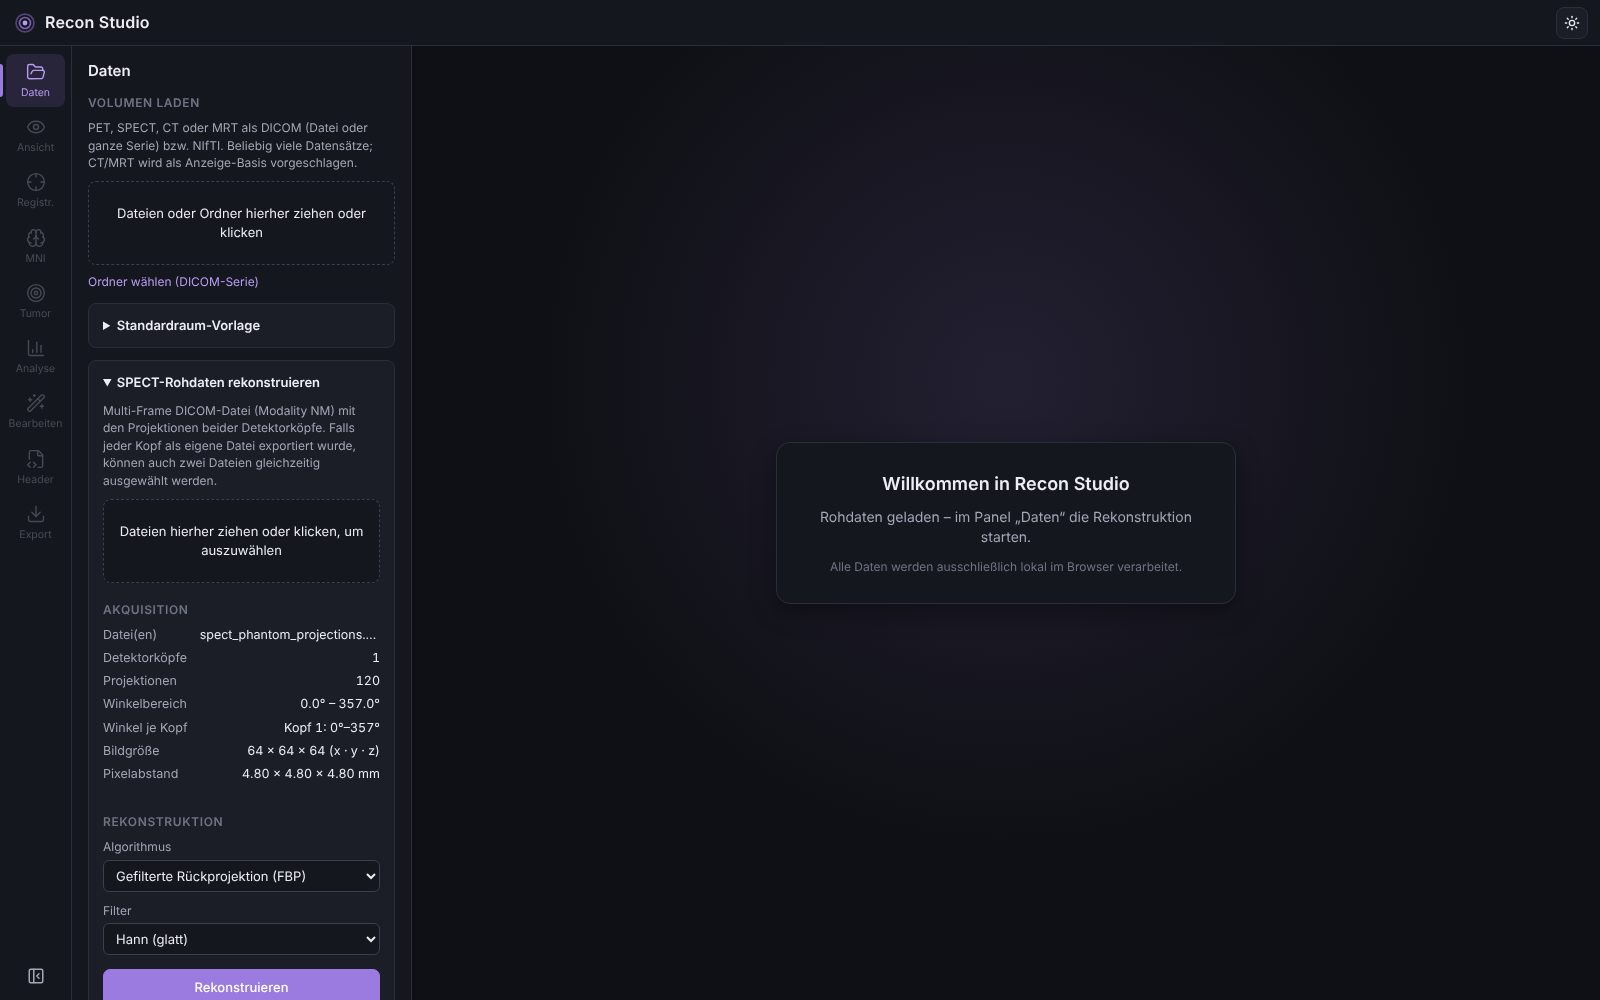 Recon Studio
Daten
Ansicht
Registr.
MNI
Tumor
Analyse
Bearbeiten
Header
Export
Daten
VOLUMEN LADEN
PET, SPECT, CT oder MRT als DICOM (Datei oder
ganze Serie) bzw. NIfTI. Beliebig viele Datensätze;
CT/MRT wird als Anzeige-Basis vorgeschlagen.
Dateien oder Ordner hierher ziehen oder
klicken
Ordner wählen (DICOM-Serie)
Standardraum-Vorlage
SPECT-Rohdaten rekonstruieren
Multi-Frame DICOM-Datei (Modality NM) mit
den Projektionen beider Detektorköpfe. Falls
jeder Kopf als eigene Datei exportiert wurde,
können auch zwei Dateien gleichzeitig
ausgewählt werden.
Dateien hierher ziehen oder klicken, um
auszuwählen
AKQUISITION
Datei(en) spect_phantom_projections....
Detektorköpfe 1
Projektionen 120
Winkelbereich 0.0° – 357.0°
Winkel je Kopf Kopf 1: 0°–357°
Bildgröße 64 × 64 × 64 (x · y · z)
Pixelabstand 4.80 × 4.80 × 4.80 mm
REKONSTRUKTION
Algorithmus
Gefilterte Rückprojektion (FBP)
Filter
Hann (glatt)
Rekonstruieren
Willkommen in Recon Studio
Rohdaten geladen – im Panel „Daten“ die Rekonstruktion
starten.
Alle Daten werden ausschließlich lokal im Browser verarbeitet.